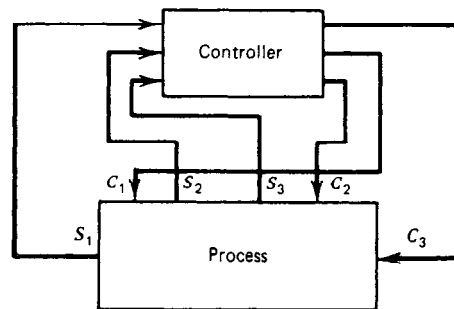 Controller
C₁ S₂ S₃ C₂
S₁ C₃
Process